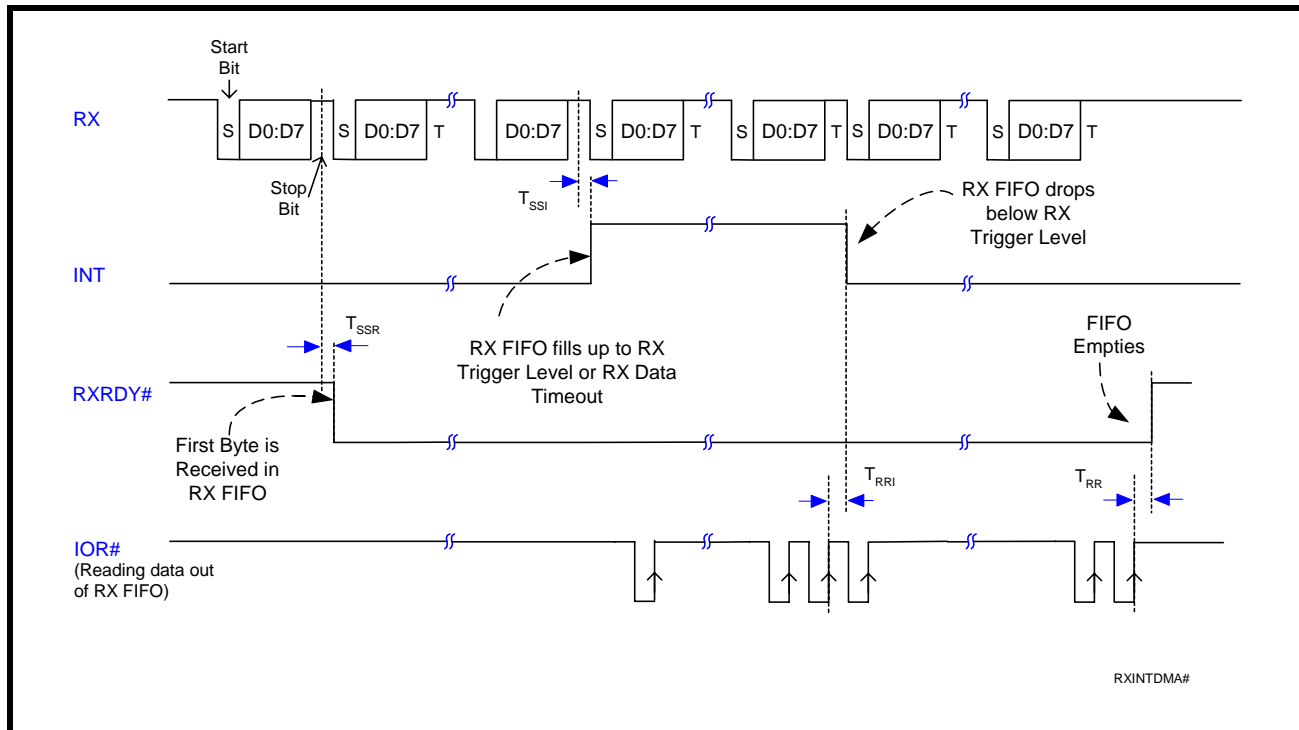 Start
Bit
RX
S D0:D7 S D0:D7 T D0:D7 S D0:D7 T S D0:D7 T S D0:D7 T S D0:D7 T
Stop
Bit
TSSI
RX FIFO drops
below RX
Trigger Level
INT
TSSR
RX FIFO fills up to RX
Trigger Level or RX Data
Timeout
FIFO
Empties
RXRDY#
First Byte is
Received in
RX FIFO
TRRI
TRR
IOR#
(Reading data out
of RX FIFO)
RXINTDMA#